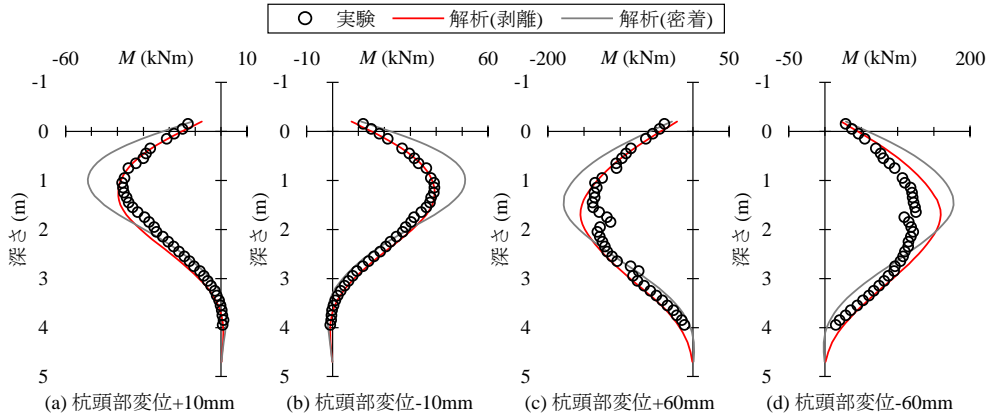 実験 解析(剥離) 解析(密着)
-60 M (kNm) 10 -10 M (kNm) 60 -200 M (kNm) 50 -50 M (kNm) 200
-1 -1 -1 -1
0 0 0 0
1 1 1 1
2 2 2 2
3 3 3 3
4 4 4 4
5 5 5 5
深さ (m) 深さ (m) 深さ (m) 深さ (m)
(a) 杭頭部変位+10mm (b) 杭頭部変位-10mm (c) 杭頭部変位+60mm (d) 杭頭部変位-60mm